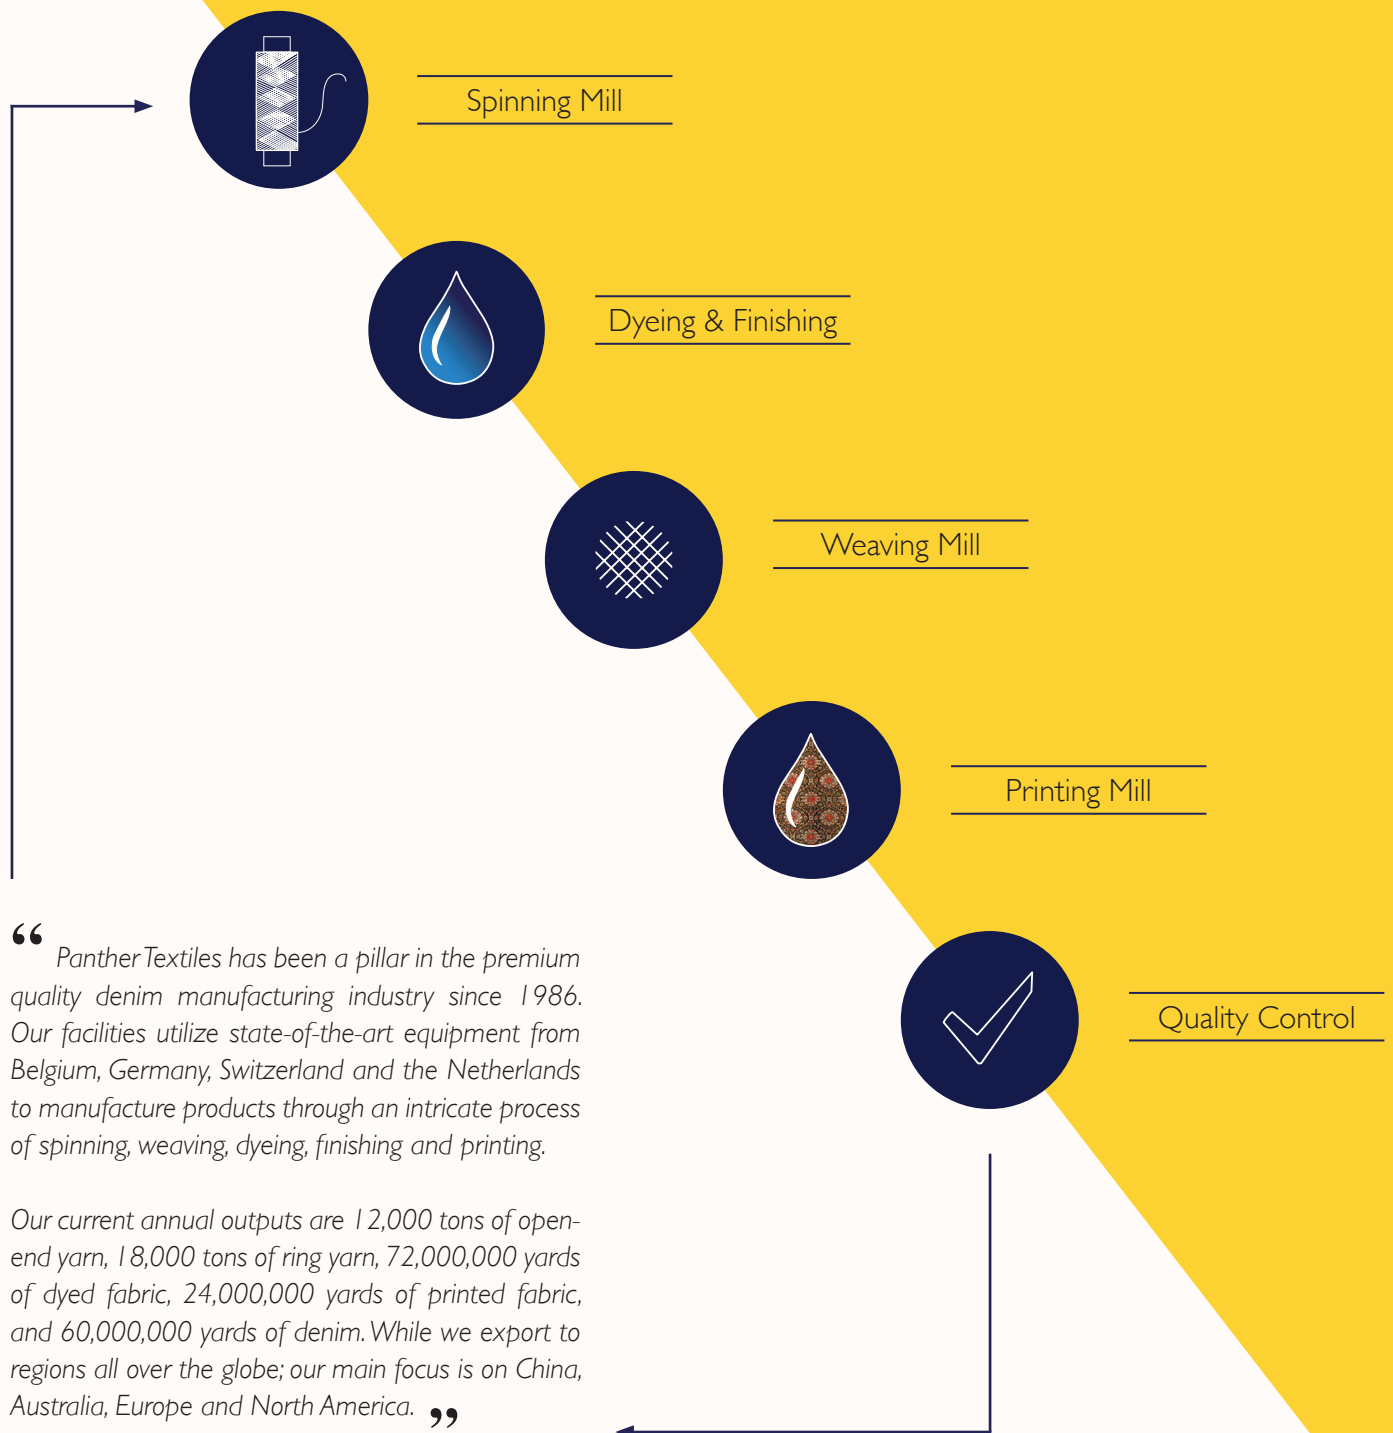 Spinning Mill
Dyeing & Finishing
Weaving Mill
Printing Mill
Quality Control
“ Panther Textiles has been a pillar in the premium
quality denim manufacturing industry since 1986.
Our facilities utilize state-of-the-art equipment from
Belgium, Germany, Switzerland and the Netherlands
to manufacture products through an intricate process
of spinning, weaving, dyeing, finishing and printing.
Our current annual outputs are 12,000 tons of open-
end yarn, 18,000 tons of ring yarn, 72,000,000 yards
of dyed fabric, 24,000,000 yards of printed fabric,
and 60,000,000 yards of denim. While we export to
regions all over the globe; our main focus is on China,
Australia, Europe and North America. ”